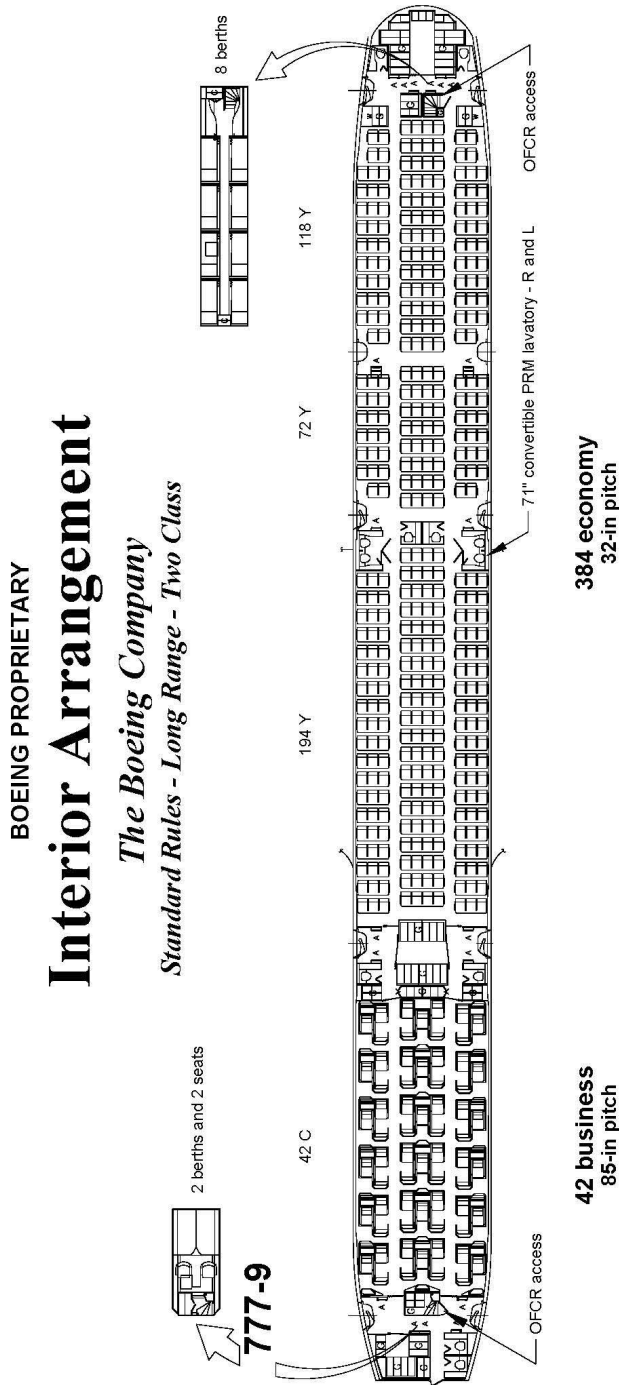 BOEING PROPRIETARY
Interior Arrangement
The Boeing Company
Standard Rules - Long Range - Two Class
777-9
2 berths and 2 seats
8 berths
42 C
194 Y
72 Y
118 Y
OFCR access
71" convertible PRM lavatory - R and L
OFCR access
42 business
85-in pitch
384 economy
32-in pitch